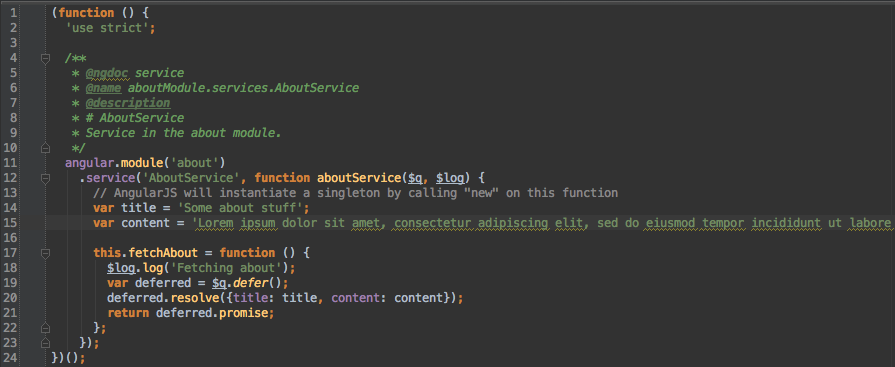 1 (function () {
2 'use strict';
3
4 /**
5 * @ngdoc service
6 * @name aboutModule.services.AboutService
7 * @description
8 * # AboutService
9 * Service in the about module.
10 */
11 angular.module('about')
12 .service('AboutService', function aboutService($q, $log) {
13 // AngularJS will instantiate a singleton by calling "new" on this function
14 var title = 'Some about stuff';
15 var content = 'Lorem ipsum dolor sit amet, consectetur adipiscing elit, sed do eiusmod tempor incididunt ut labore
16
17 this.fetchAbout = function () {
18 $log.log('Fetching about');
19 var deferred = $q.defer();
20 deferred.resolve({title: title, content: content});
21 return deferred.promise;
22 };
23 });
24 })();